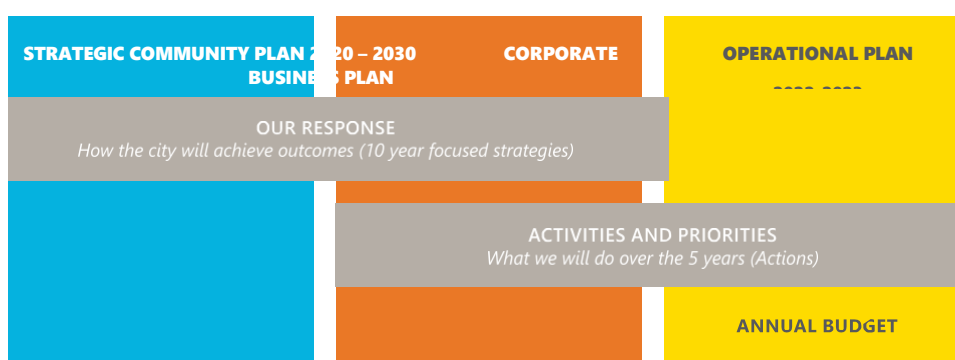 STRATEGIC COMMUNITY PLAN 2020 – 2030 CORPORATE
BUSINESS PLAN
OPERATIONAL PLAN
OUR RESPONSE
How the city will achieve outcomes (10 year focused strategies)
ACTIVITIES AND PRIORITIES
What we will do over the 5 years (Actions)
ANNUAL BUDGET